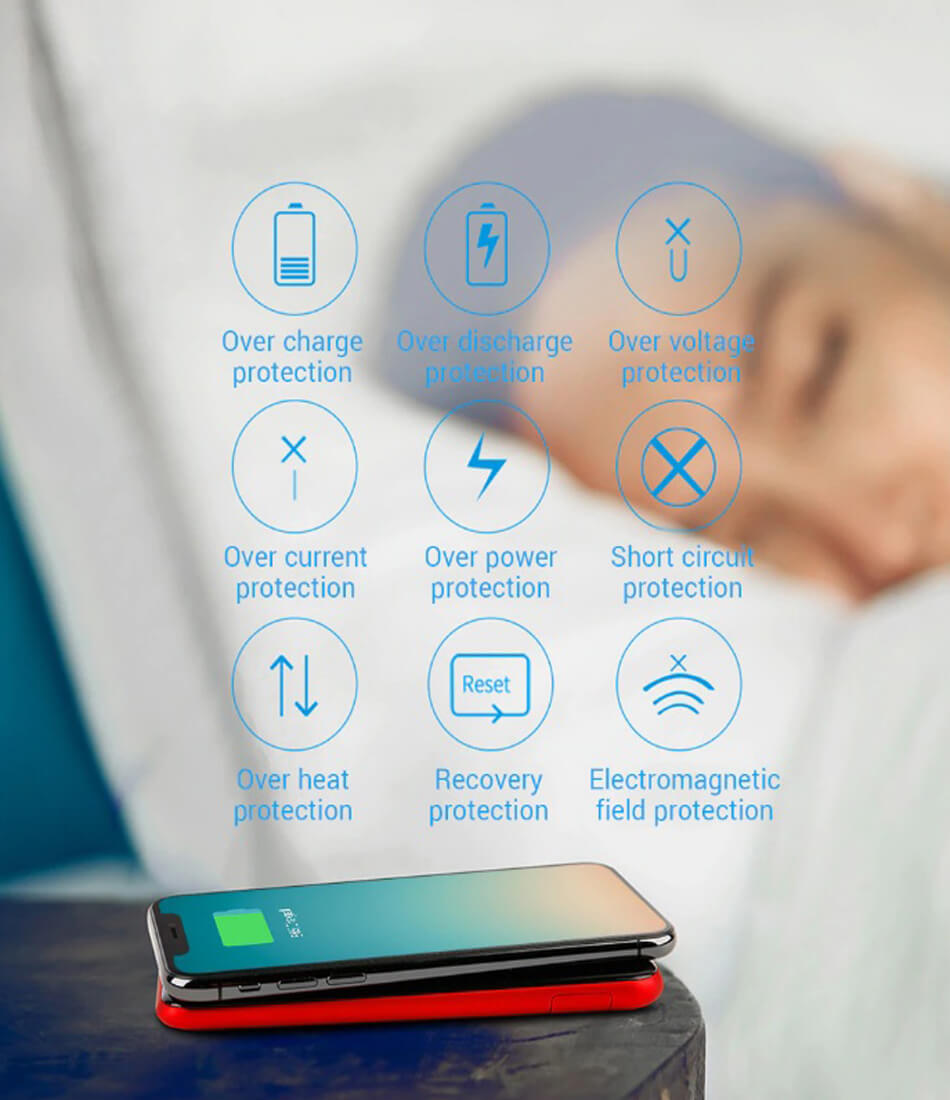 Over charge
protection
Over discharge
protection
Over voltage
protection
Over current
protection
Over power
protection
Short circuit
protection
Over heat
protection
Reset
Recovery
protection
Electromagnetic
field protection